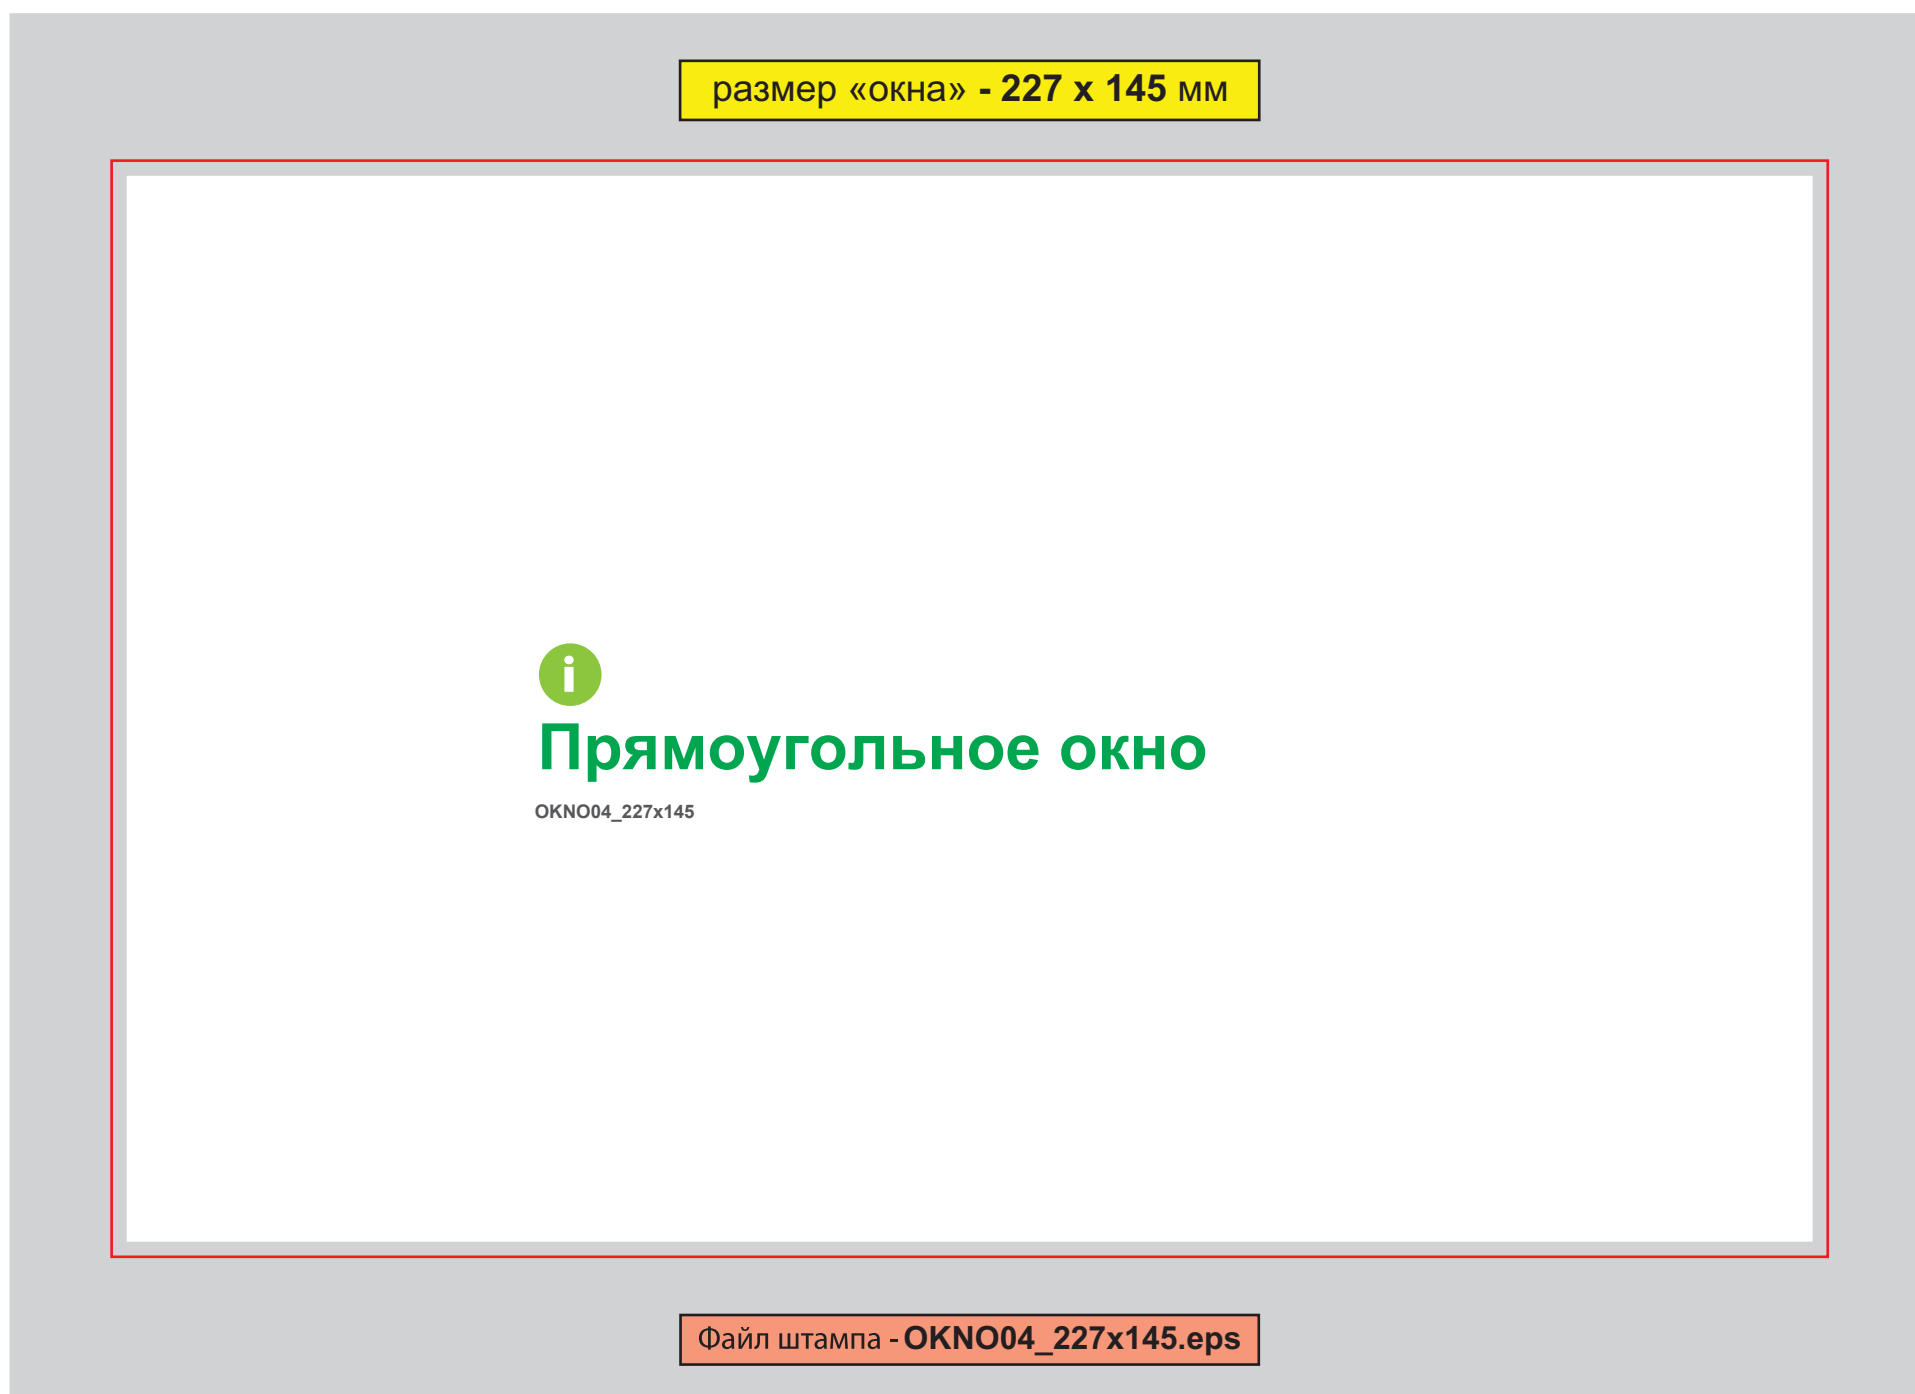 размер «окна» - 227 x 145 мм
i
Прямоугольное окно
OKNO04_227x145
Файл штампа - OKNO04_227x145.eps